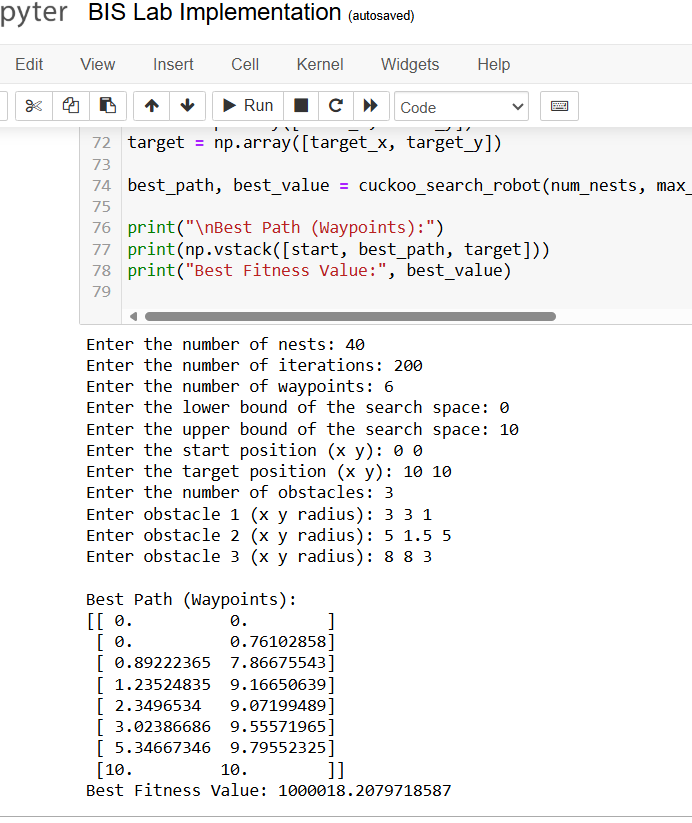 pyter BIS Lab Implementation (autosaved)
Edit View Insert Cell Kernel Widgets Help
Run Code
72 target = np.array([target_x, target_y])
73
74 best_path, best_value = cuckoo_search_robot(num_nests, max_
75
76 print("\nBest Path (Waypoints):")
77 print(np.vstack([start, best_path, target]))
78 print("Best Fitness Value:", best_value)
79
Enter the number of nests: 40
Enter the number of iterations: 200
Enter the number of waypoints: 6
Enter the lower bound of the search space: 0
Enter the upper bound of the search space: 10
Enter the start position (x y): 0 0
Enter the target position (x y): 10 10
Enter the number of obstacles: 3
Enter obstacle 1 (x y radius): 3 3 1
Enter obstacle 2 (x y radius): 5 1.5 5
Enter obstacle 3 (x y radius): 8 8 3
Best Path (Waypoints):
[[ 0.          0.        ]
 [ 0.          0.76102858]
 [ 0.89222365  7.86675543]
 [ 1.23524835  9.16650639]
 [ 2.3496534   9.07199489]
 [ 3.02386686  9.55571965]
 [ 5.34667346  9.79552325]
 [10.         10.        ]]
Best Fitness Value: 1000018.2079718587